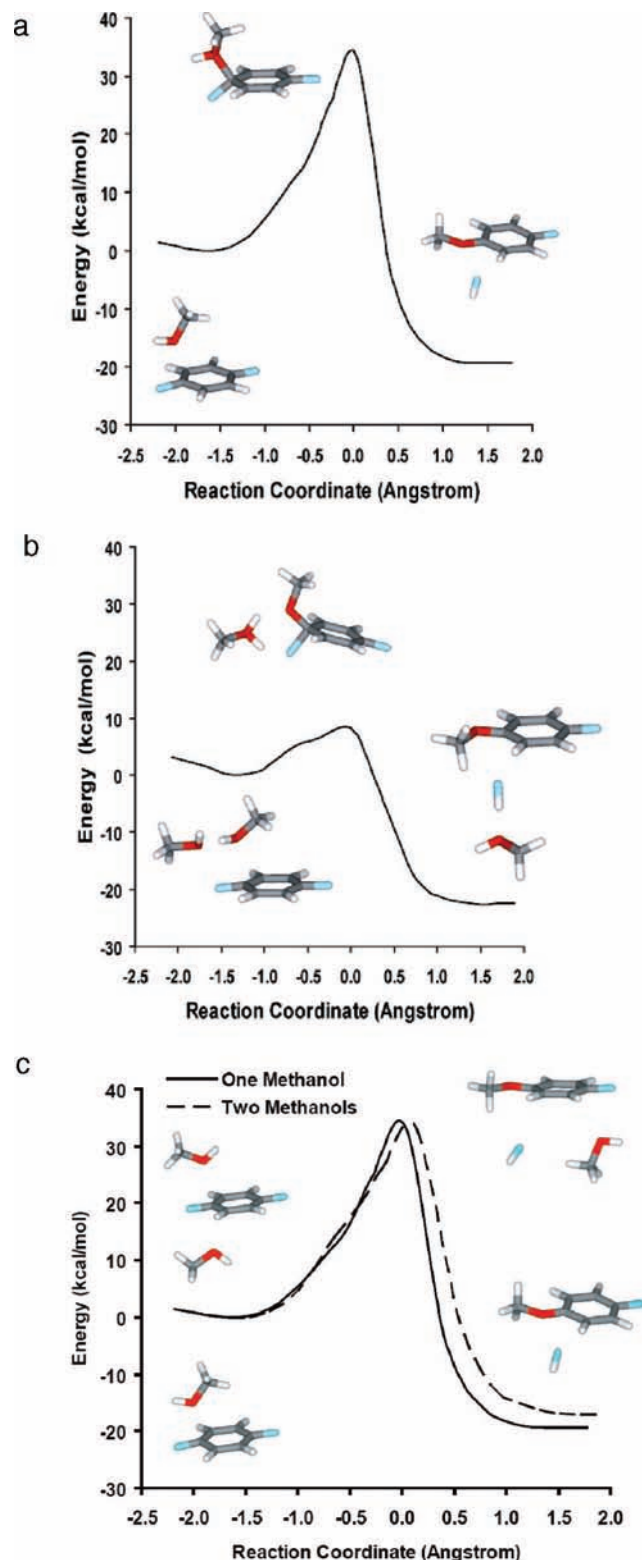 a
40
30
20
10
0
-10
-20
-30
Energy (kcal/mol)
-2.5 -2.0 -1.5 -1.0 -0.5 0.0 0.5 1.0 1.5 2.0
Reaction Coordinate (Angstrom)
b
40
30
20
10
0
-10
-20
-30
Energy (kcal/mol)
-2.5 -2.0 -1.5 -1.0 -0.5 0.0 0.5 1.0 1.5 2.0
Reaction Coordinate (Angstrom)
c
One Methanol
Two Methanols
40
30
20
10
0
-10
-20
-30
Energy (kcal/mol)
-2.5 -2.0 -1.5 -1.0 -0.5 0.0 0.5 1.0 1.5 2.0
Reaction Coordinate (Angstrom)